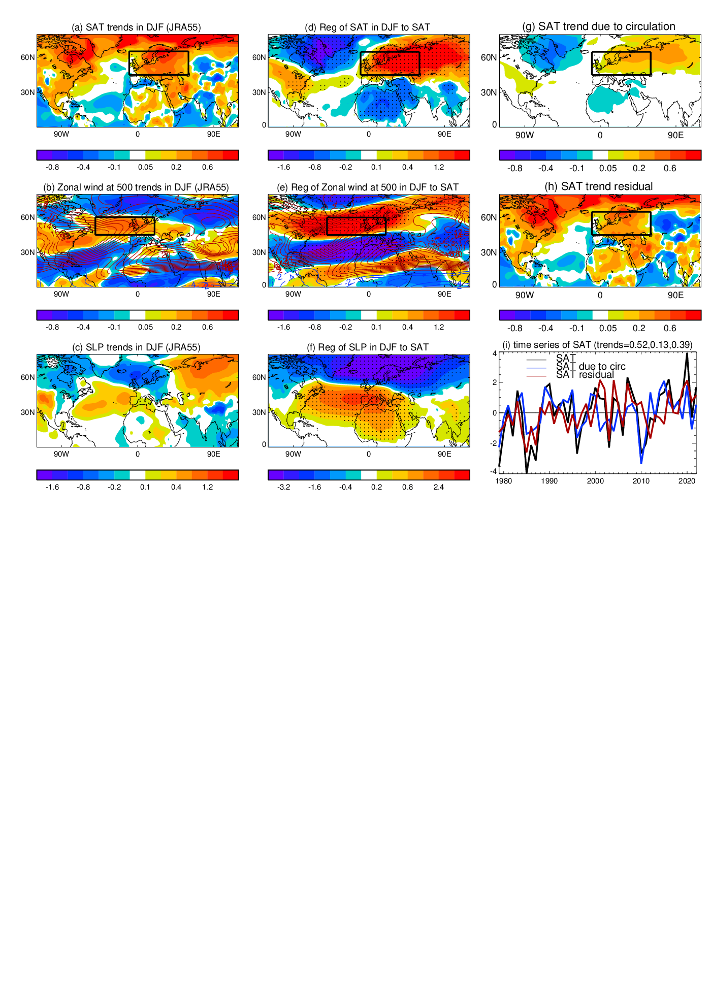 (a) SAT trends in DJF (JRA55)
60N
30N
90W 0 90E
-0.8 -0.4 -0.1 0.05 0.2 0.6
(b) Zonal wind at 500 trends in DJF (JRA55)
60N
30N
90W 0 90E
-0.8 -0.4 -0.1 0.05 0.2 0.6
(c) SLP trends in DJF (JRA55)
60N
30N
90W 0 90E
-1.6 -0.8 -0.2 0.1 0.4 1.2
(d) Reg of SAT in DJF to SAT
60N
30N
0
90W 0 90E
-1.6 -0.8 -0.2 0.1 0.4 1.2
(e) Reg of Zonal wind at 500 in DJF to SAT
60N
30N
0
90W 0 90E
-1.6 -0.8 -0.2 0.1 0.4 1.2
(f) Reg of SLP in DJF to SAT
60N
30N
0
90W 0 90E
-3.2 -1.6 -0.4 0.2 0.8 2.4
(g) SAT trend due to circulation
60N
30N
0
90W 0 90E
-0.8 -0.4 -0.1 0.05 0.2 0.6
(h) SAT trend residual
60N
30N
0
90W 0 90E
-0.8 -0.4 -0.1 0.05 0.2 0.6
(i) time series of SAT (trends=0.52,0.13,0.39)
SAT
SAT due to circ
SAT residual
4
2
0
-2
-4
1980 1990 2000 2010 2020